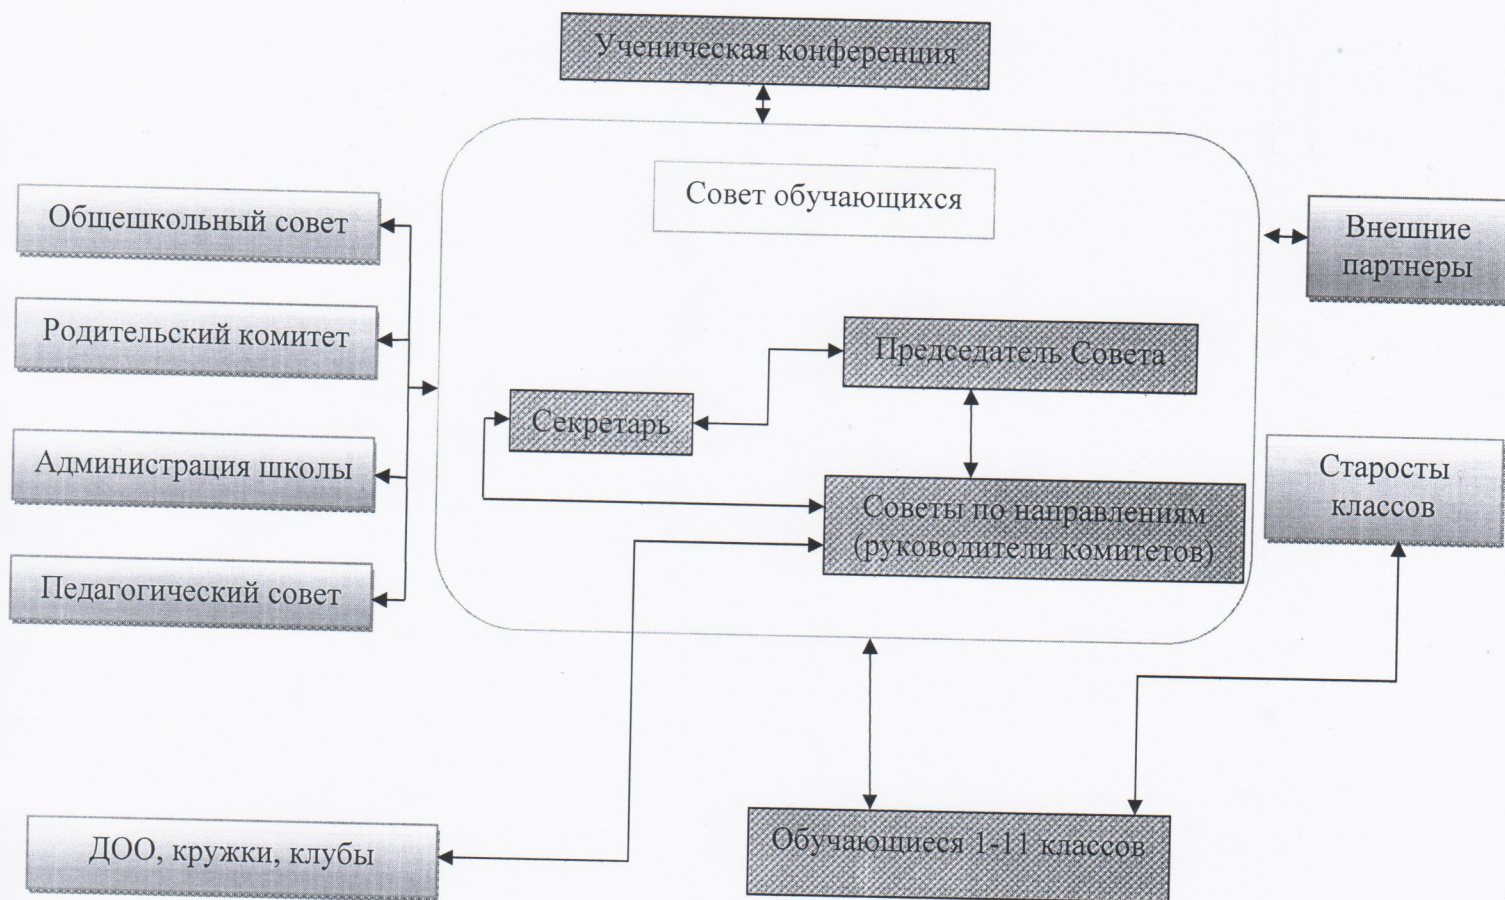 Ученическая конференция
Совет обучающихся
Общешкольный совет
Внешние
партнеры
Родительский комитет
Председатель Совета
Секретарь
Администрация школы
Старосты
классов
Советы по направлениям
(руководители комитетов)
Педагогический совет
ДОО, кружки, клубы
Обучающиеся 1-11 классов